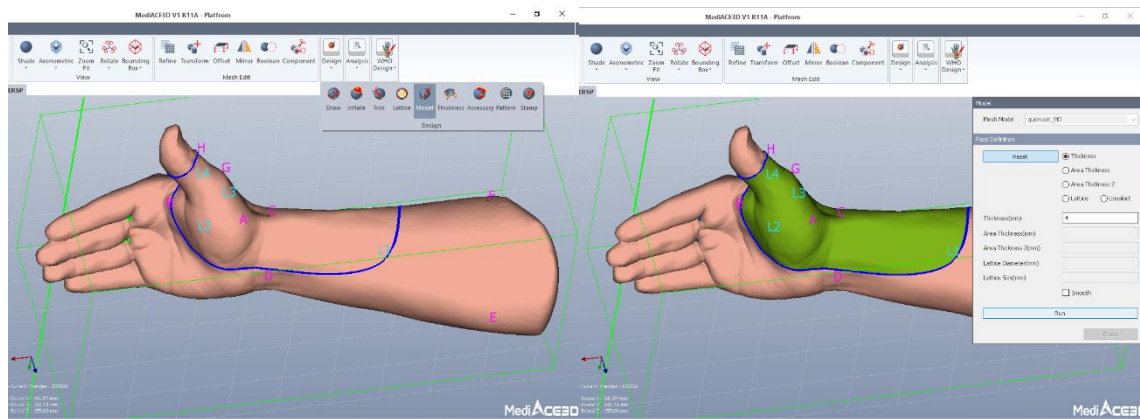 MediACE3D V1 R11A - Platfrom
Shade Axonometric Zoom Fit Rotate Bounding Box Refine Transform Offset Mirror Boolean Component Design Analysis WHO Design
View Mesh Edit
Draw Inflate Trim Lattice Model Thickness Accessory Pattern Stamp
Design
H
G
L4
L3
B
C
A
L2
F
L1
D
E
MediACE3D
MediACE3D V1 R11A - Platfrom
Shade Axonometric Zoom Fit Rotate Bounding Box Refine Transform Offset Mirror Boolean Component Design Analysis WHO Design
View Mesh Edit
Model
Mesh Model quervain_M0
Face Definition
Reset Thickness
Area Thickness
Area Thickness 2
Lattice Unselect
Thickness(mm) 4
Area Thickness(mm)
Area Thickness 2(mm)
Lattice Diameter(mm)
Lattice Size(mm)
Smooth
Run
Close
H
G
L4
L3
C
A
L2
L1
D
MediACE3D